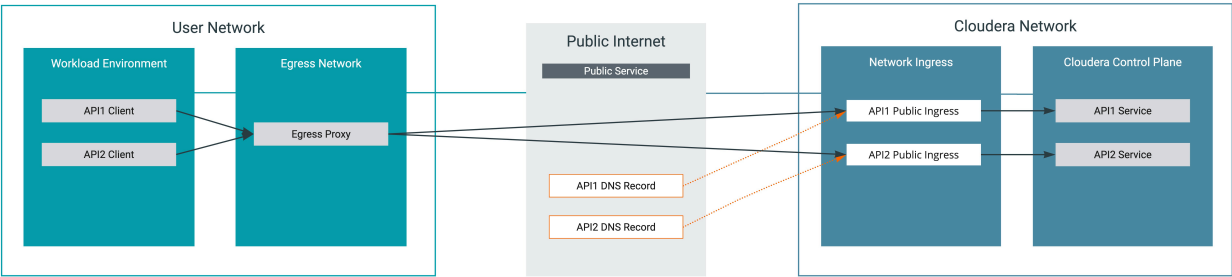 User Network
Workload Environment
API1 Client
API2 Client
Egress Network
Egress Proxy
Public Internet
Public Service
API1 DNS Record
API2 DNS Record
Cloudera Network
Network Ingress
API1 Public Ingress
API2 Public Ingress
Cloudera Control Plane
API1 Service
API2 Service